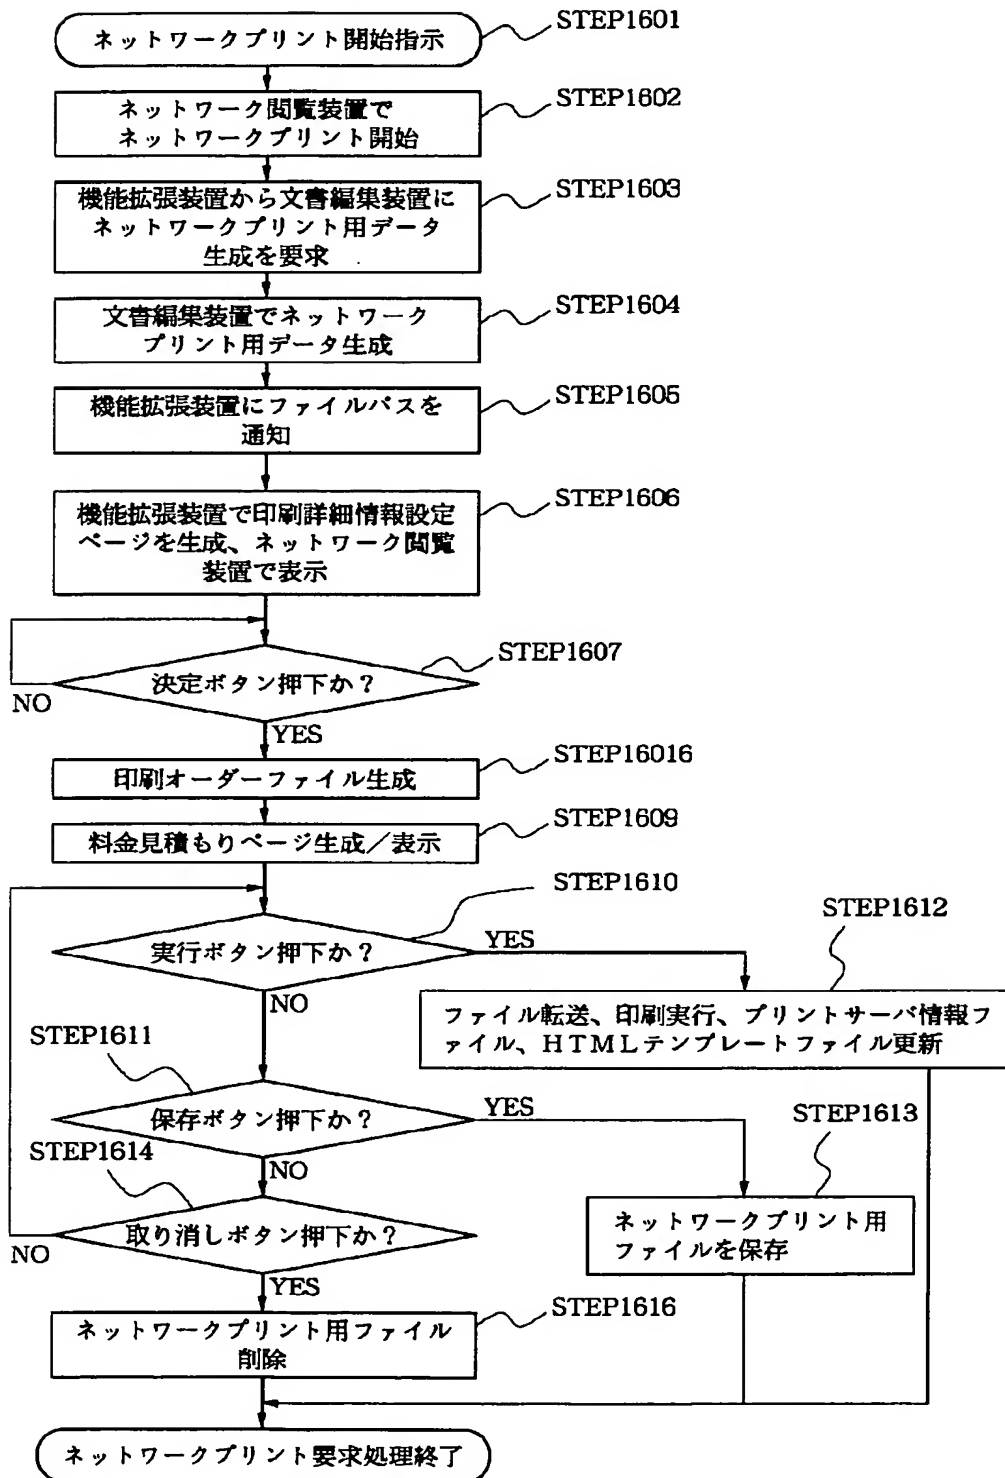 ネットワークプリント開始指示
STEP1601
ネットワーク閲覧装置で
ネットワークプリント開始
STEP1602
機能拡張装置から文書編集装置に
ネットワークプリント用データ
生成を要求
STEP1603
文書編集装置でネットワーク
プリント用データ生成
STEP1604
機能拡張装置にファイルパスを
通知
STEP1605
機能拡張装置で印刷詳細情報設定
ページを生成、ネットワーク閲覧
装置で表示
STEP1606
決定ボタン押下か?
STEP1607
NO
YES
印刷オーダーファイル生成
STEP16016
料金見積もりページ生成/表示
STEP1609
実行ボタン押下か?
STEP1610
YES
NO
STEP1612
ファイル転送、印刷実行、プリントサーバ情報フ
ァイル、HTMLテンプレートファイル更新
STEP1611
保存ボタン押下か?
YES
NO
STEP1613
ネットワークプリント用
ファイルを保存
STEP1614
取り消しボタン押下か?
NO
YES
ネットワークプリント用ファイル
削除
STEP1616
ネットワークプリント要求処理終了